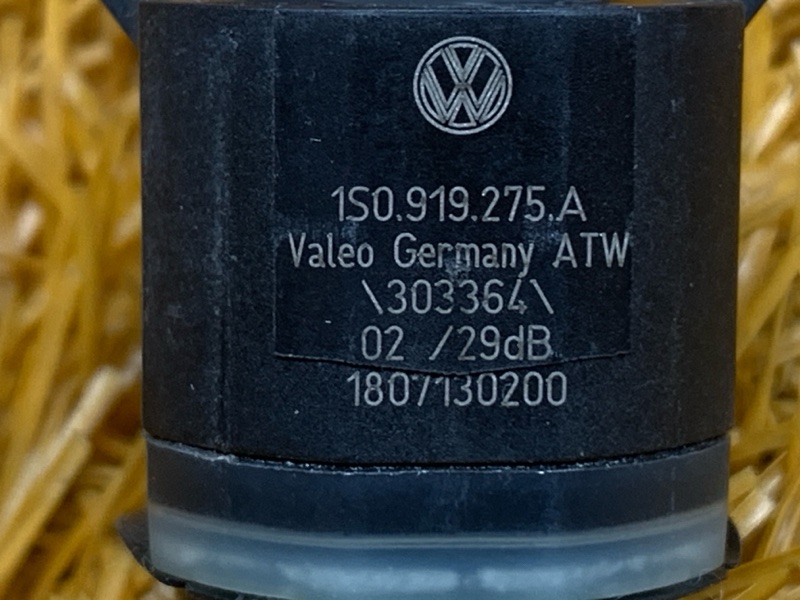 1S0.919.275.A
Valeo Germany ATW
\303364\
02 /29dB
1807130200